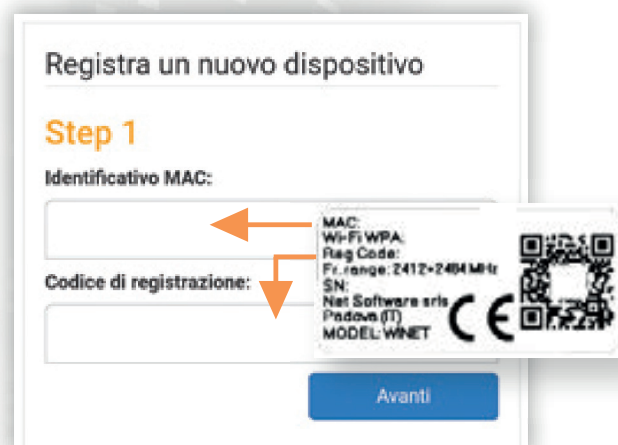 Registra un nuovo dispositivo
Step 1
Identificativo MAC:
MAC:
Wi-Fi WPA:
Reg Code:
Fr. range: 2412÷2484 MHz
SN:
Net Software srls
Padova (IT)
MODEL: WINET
CE
Codice di registrazione:
Avanti